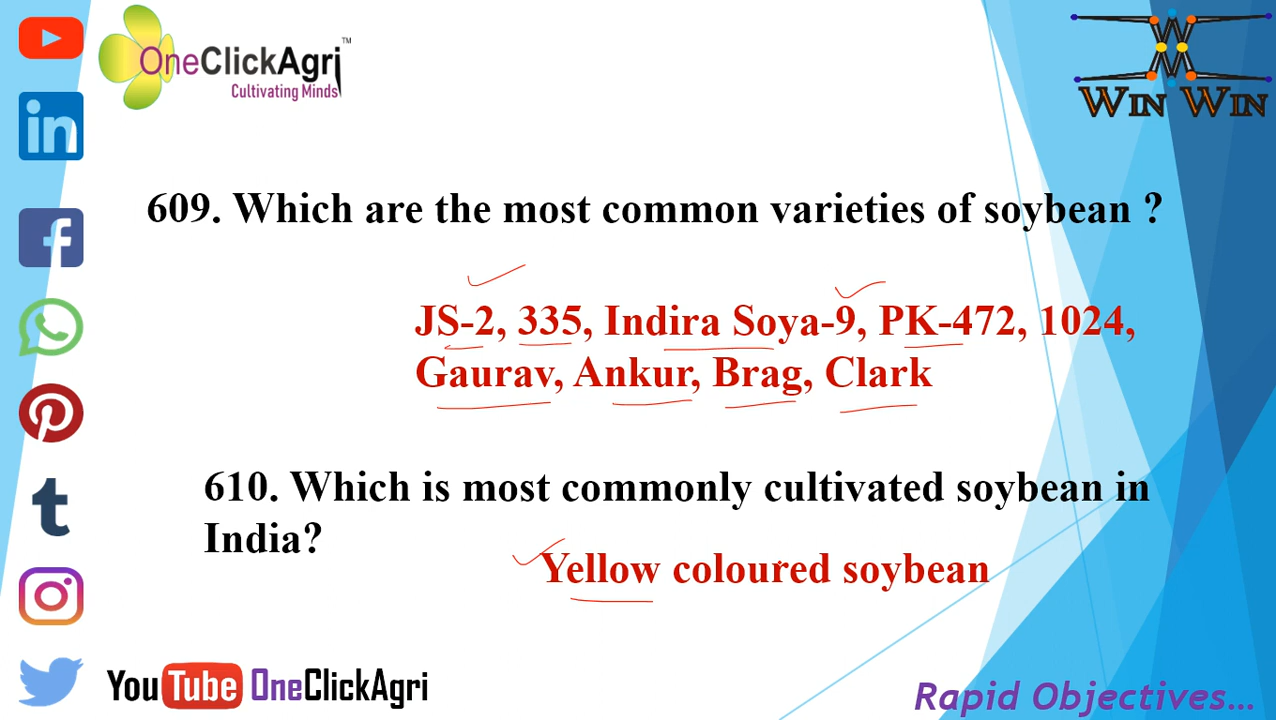 OneClickAgri™
Cultivating Minds
WIN WIN
609. Which are the most common varieties of soybean ?
JS-2, 335, Indira Soya-9, PK-472, 1024,
Gaurav, Ankur, Brag, Clark
610. Which is most commonly cultivated soybean in
India?
Yellow coloured soybean
YouTube OneClickAgri
Rapid Objectives...